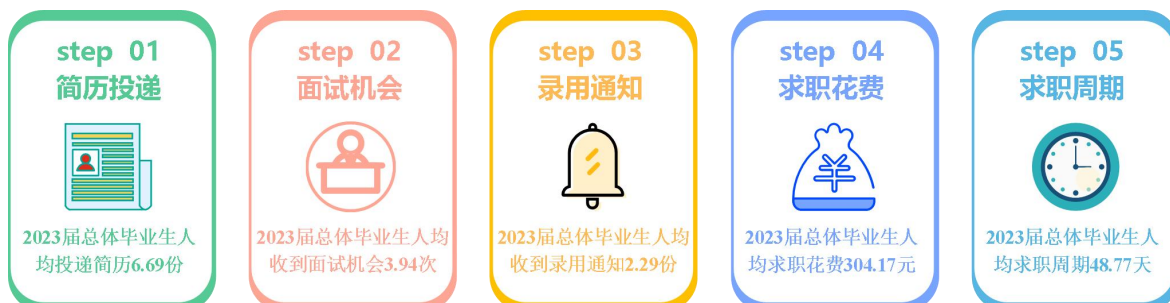 step 01
简历投递
2023届总体毕业生人
均投递简历6.69份
step 02
面试机会
2023届总体毕业生人均
收到面试机会3.94次
step 03
录用通知
2023届总体毕业生人均
收到录用通知2.29份
step 04
求职花费
2023届总体毕业生人
均求职花费304.17元
step 05
求职周期
2023届总体毕业生人
均求职周期48.77天